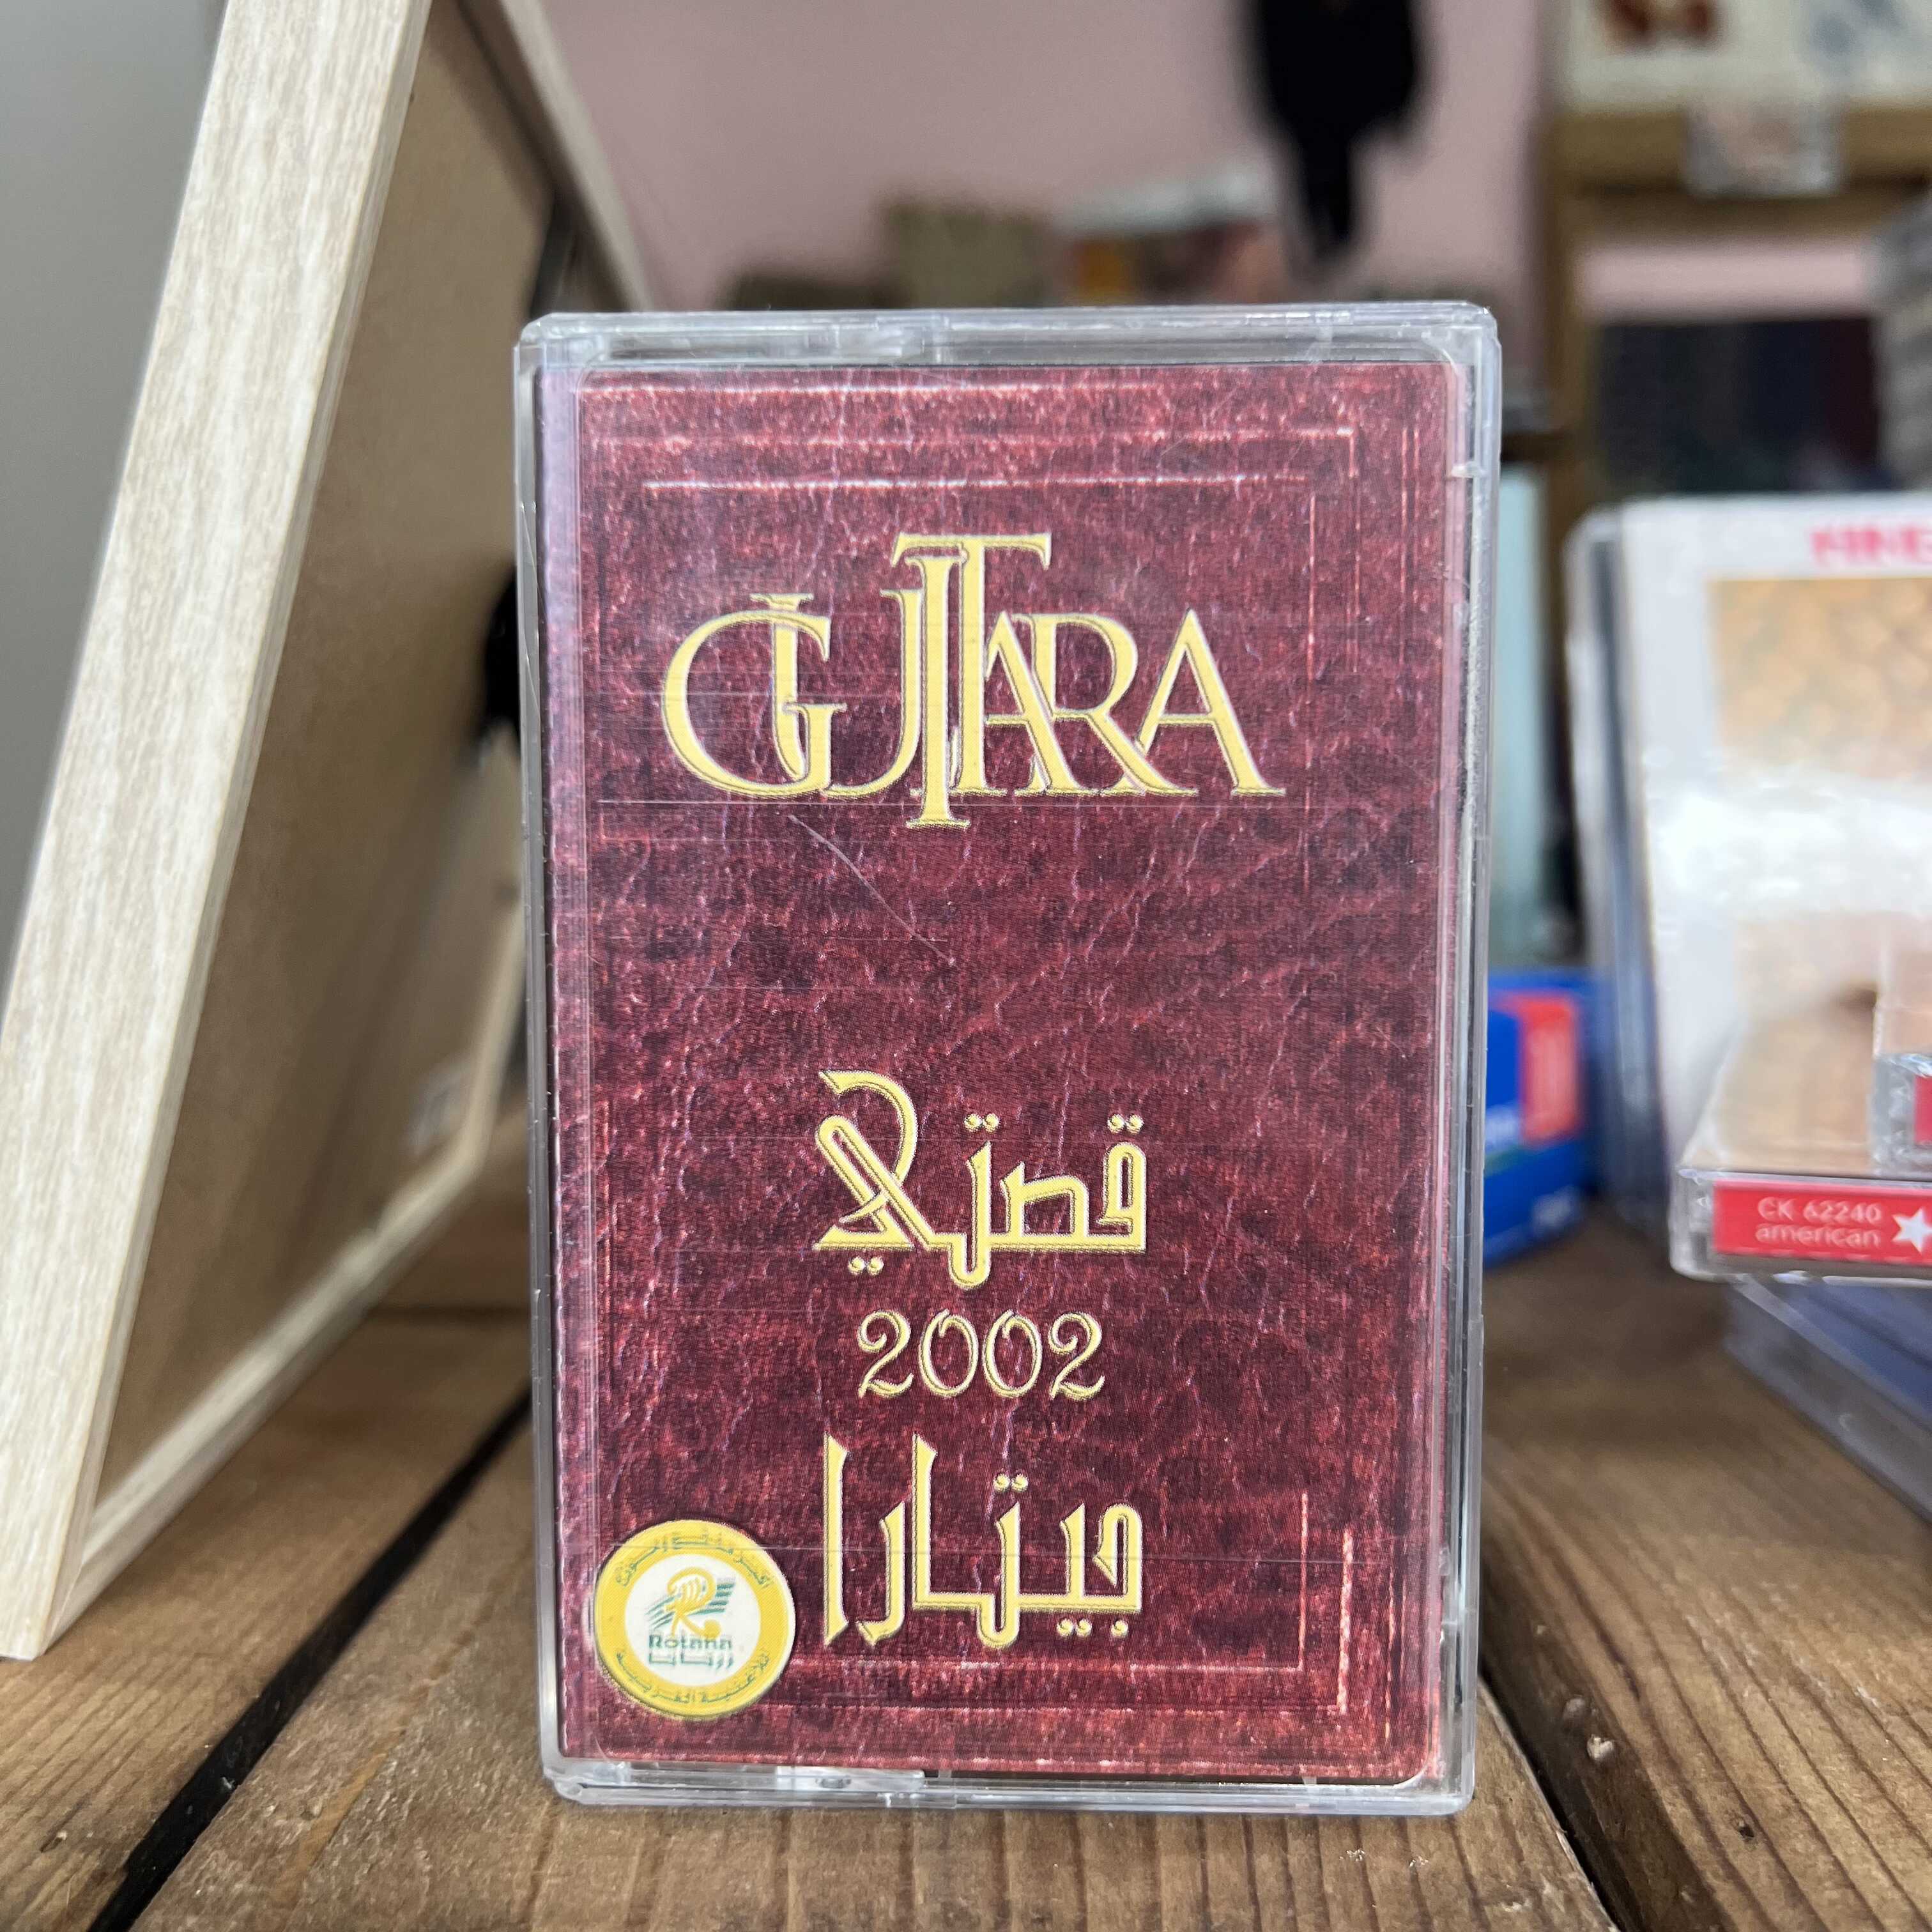 GUITARA
قصتي
2002
جيتارا
Rotana
روتانا
CK 62240
american